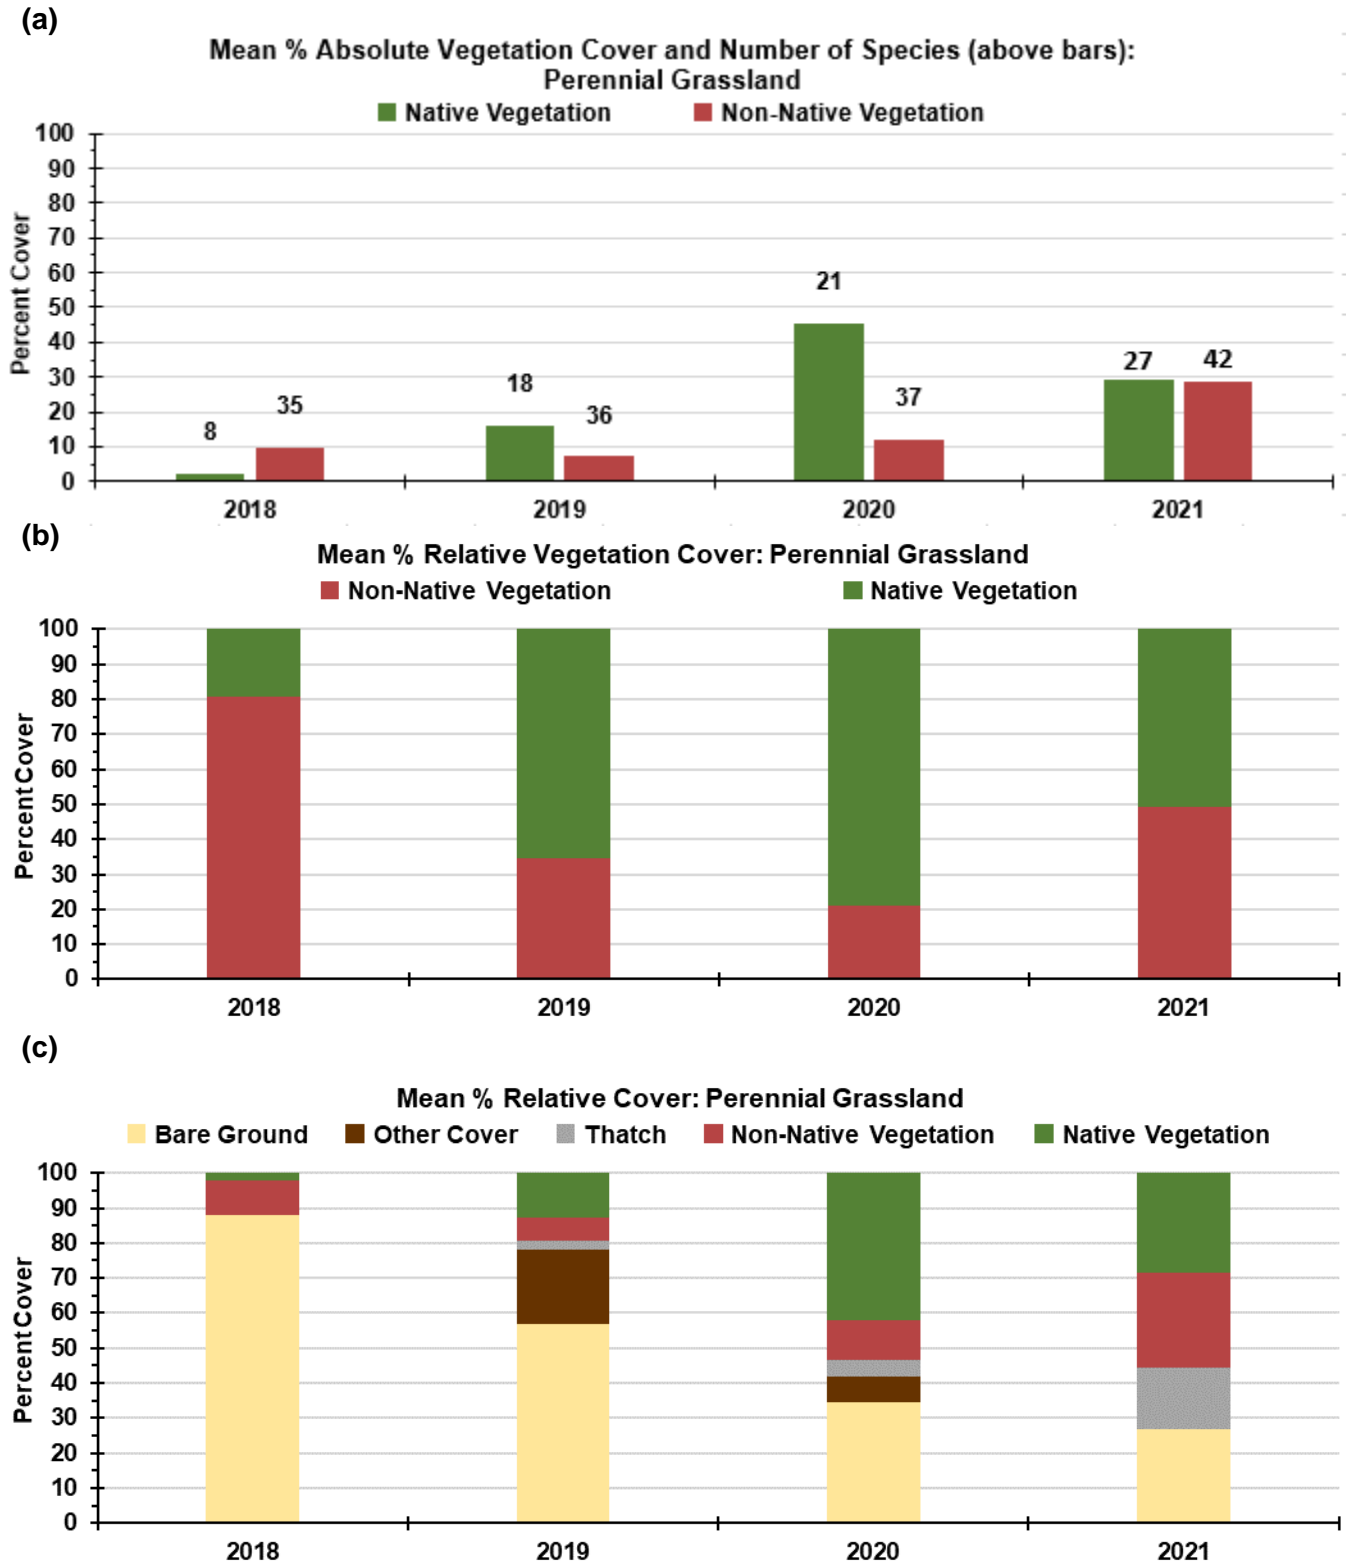 (a)
Mean % Absolute Vegetation Cover and Number of Species (above bars):
Perennial Grassland
Native Vegetation Non-Native Vegetation
100
90
80
70
60
50
40
30
20
10
0
Percent Cover
8 35 18 36 21 37 27 42
2018 2019 2020 2021
(b)
Mean % Relative Vegetation Cover: Perennial Grassland
Non-Native Vegetation Native Vegetation
100
90
80
70
60
50
40
30
20
10
0
Percent Cover
2018 2019 2020 2021
(c)
Mean % Relative Cover: Perennial Grassland
Bare Ground Other Cover Thatch Non-Native Vegetation Native Vegetation
100
90
80
70
60
50
40
30
20
10
0
Percent Cover
2018 2019 2020 2021